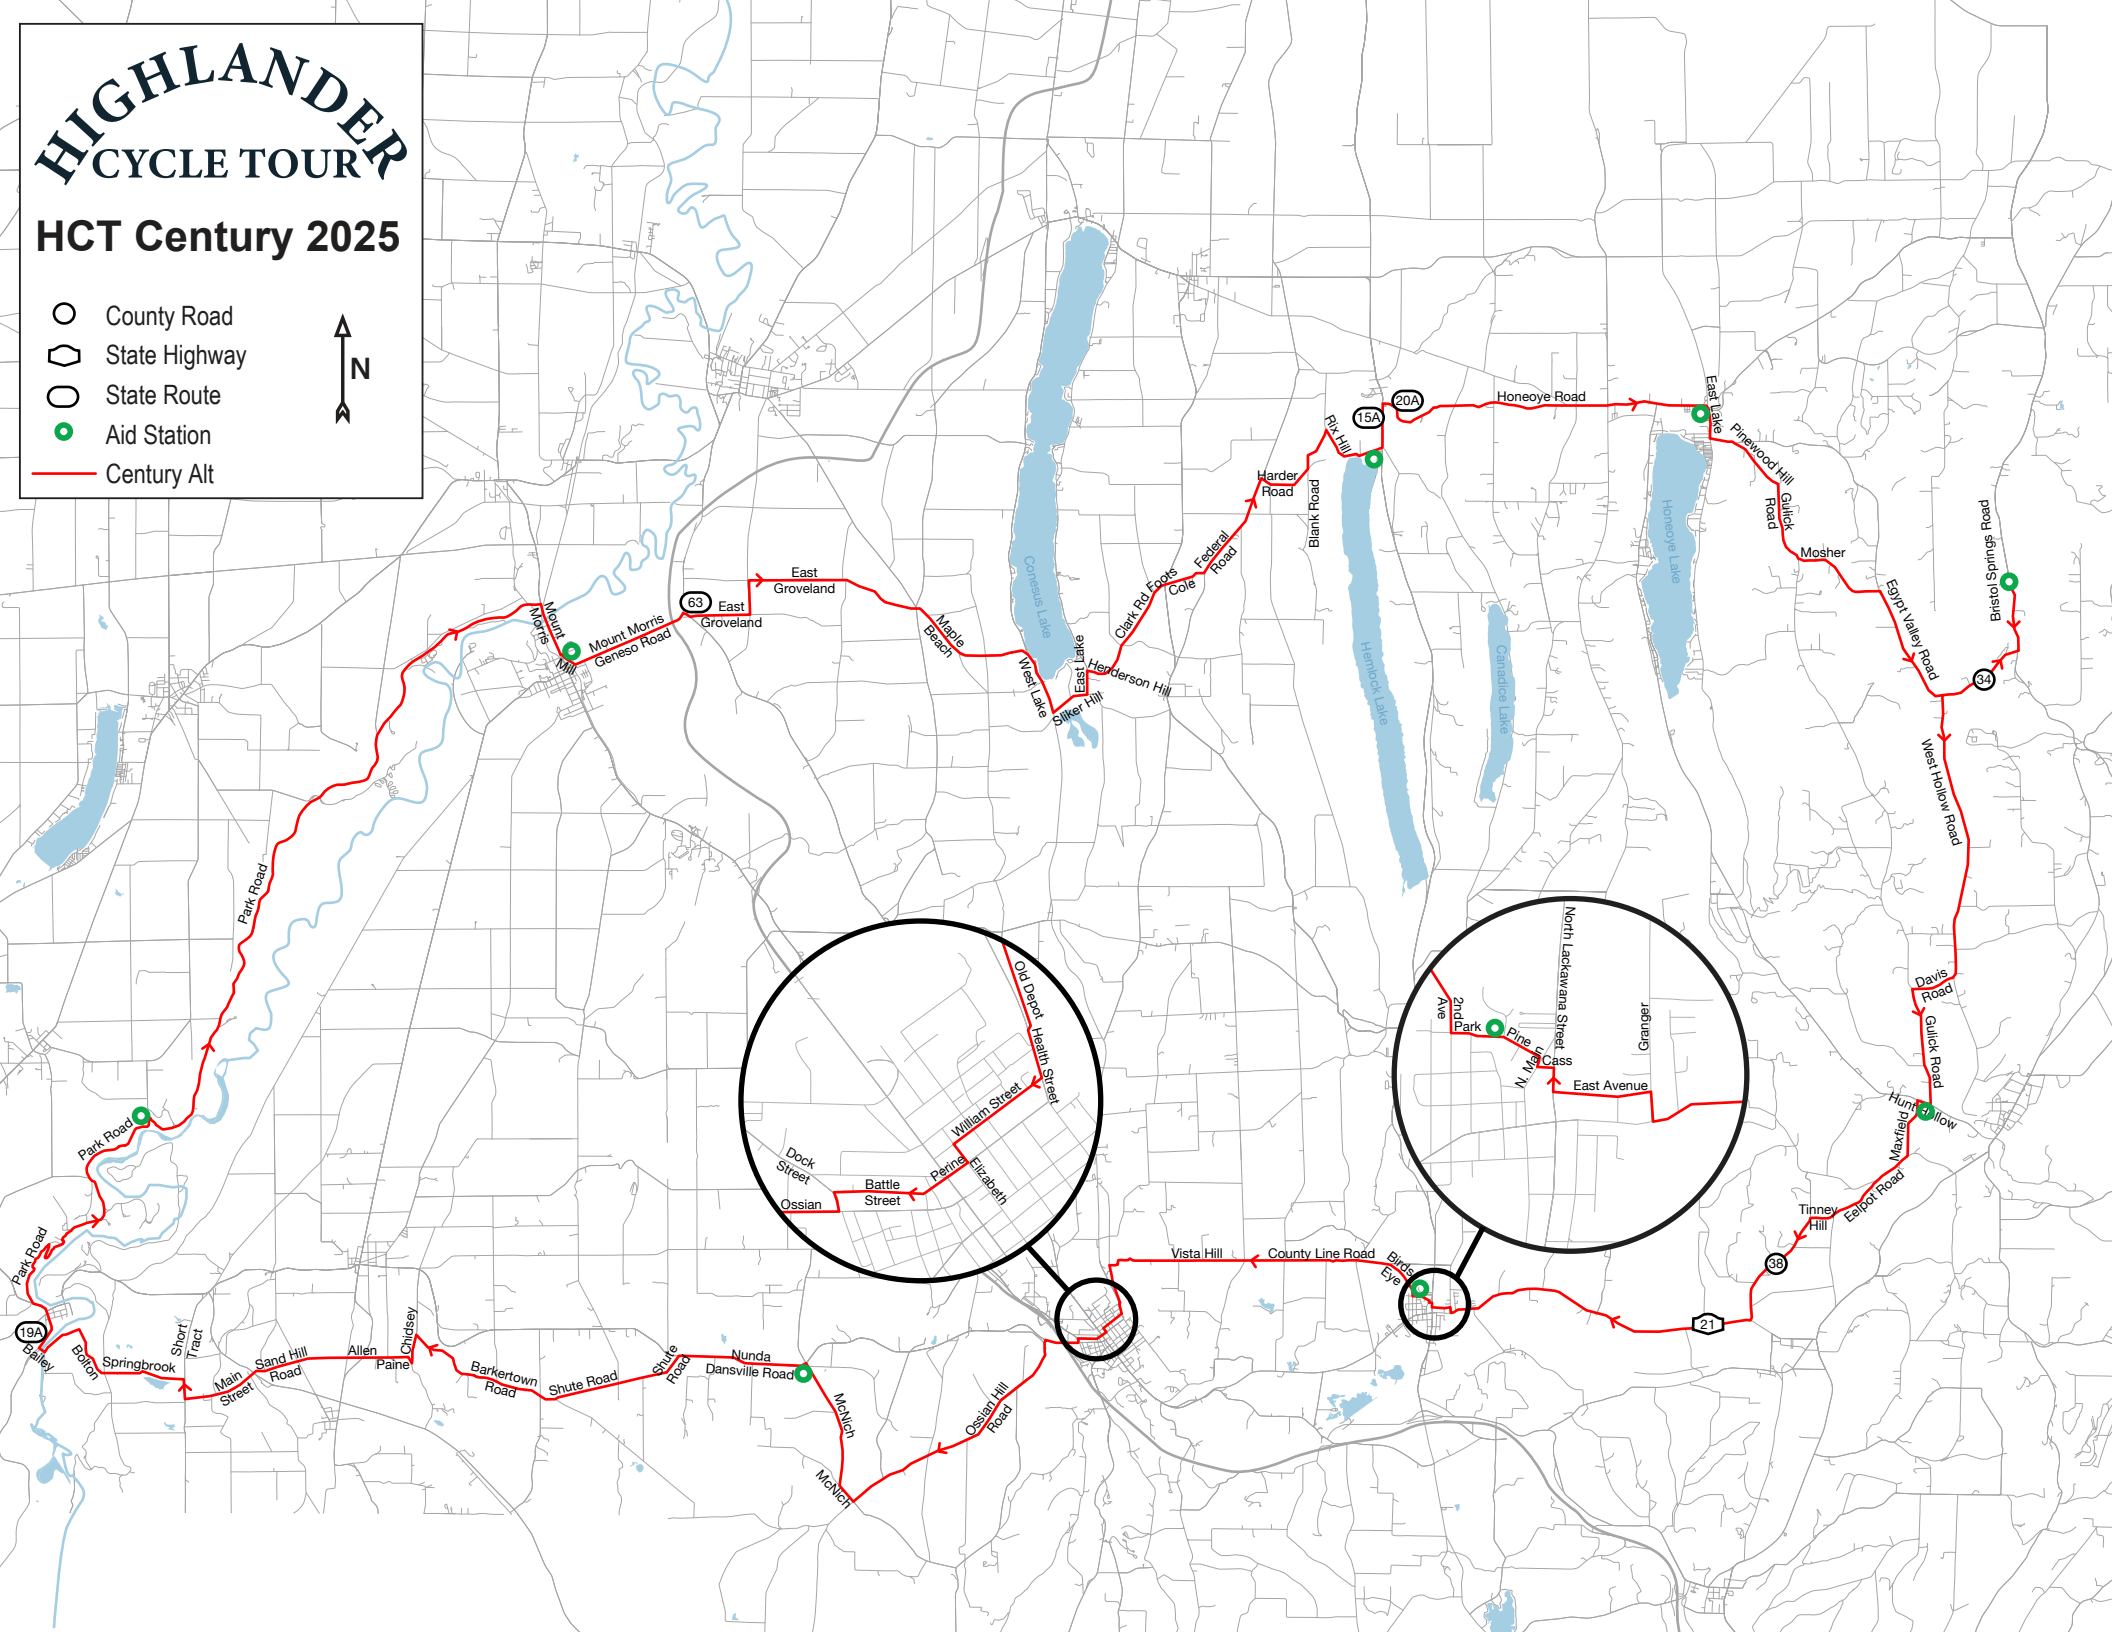 HIGHLANDER
CYCLE TOUR
HCT Century 2025
County Road
State Highway
State Route
Aid Station
Century Alt
N
East Lake
20A
15A
Honeoye Road
Rix Hill
Pinewood Hill
Harder
Road
Blank Road
Gulick
Road
Honeoye Lake
Bristol Springs Road
Mosher
Federal
Road
Foots
Cole
Clark Rd
Conesus Lake
East
Groveland
63
East
Groveland
Mount
Morris
Mill
Mount Morris
Geneso Road
Maple
Beach
West Lake
East Lake
Henderson Hill
Sliker Hill
Hemlock Lake
Canadice Lake
Egypt Valley Road
34
West Hollow Road
Park Road
Davis
Road
Gulick Road
Hunt Hollow
Maxfield
Eelpot Road
Tinney
Hill
38
21
North Lackawana Street
2nd
Ave
Park
Pine
N. Main
Cass
Granger
East Avenue
Old Depot
Health Street
William Street
Dock
Street
Perine
Elizabeth
Battle
Street
Ossian
Park Road
Park Road
Vista Hill
County Line Road
Birds
Eye
19A
Bailey
Bolton
Springbrook
Short
Tract
Main
Street
Sand Hill
Road
Allen
Paine
Chidsey
Barkertown
Road
Shute Road
Shute
Road
Nunda
Dansville Road
McNich
McNich
Ossian Hill
Road